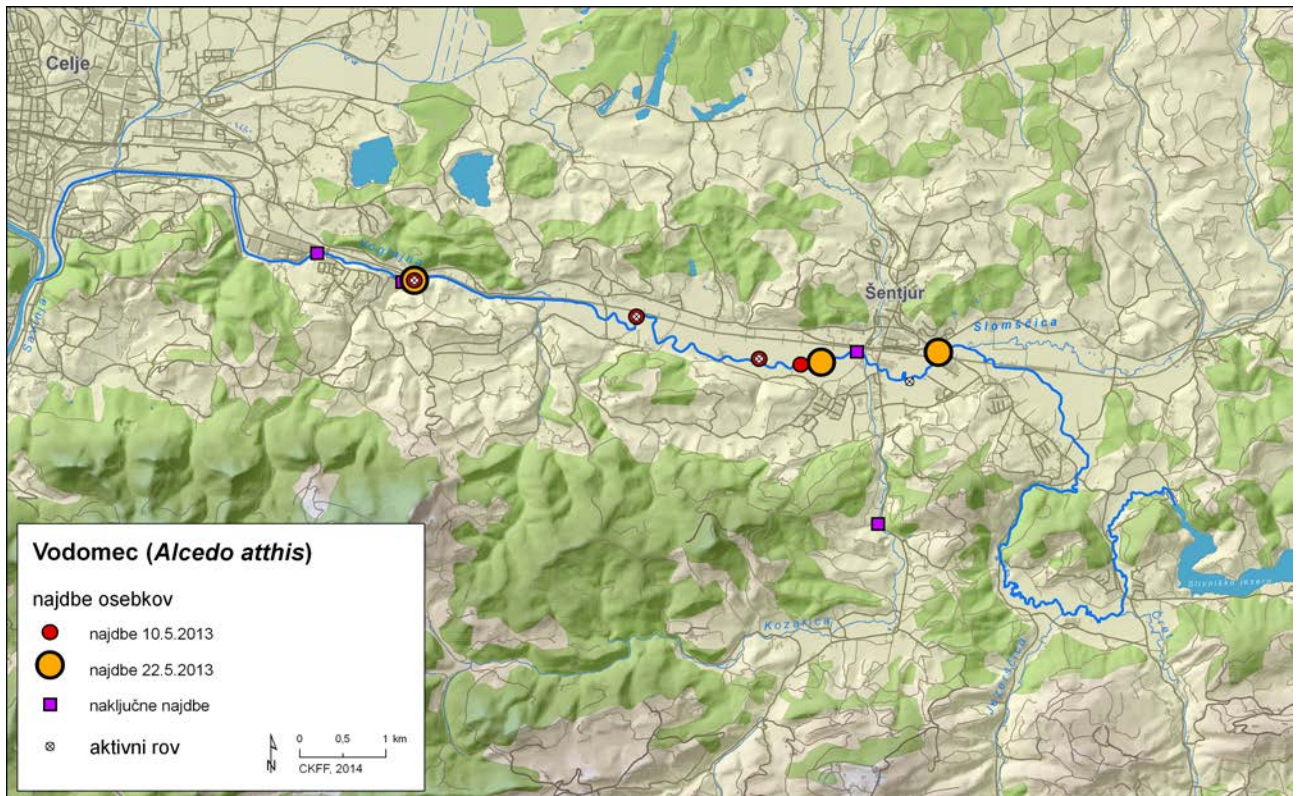 Celje
Voglajna
Savinja
Šentjur
Slomščica
Kozarica
Jezerščica
Slivniško jezero
Vodomec (Alcedo atthis)
najdbe osebkov
najdbe 10.5.2013
najdbe 22.5.2013
naključne najdbe
aktivni rov
N
0 0,5 1 km
CKFF, 2014